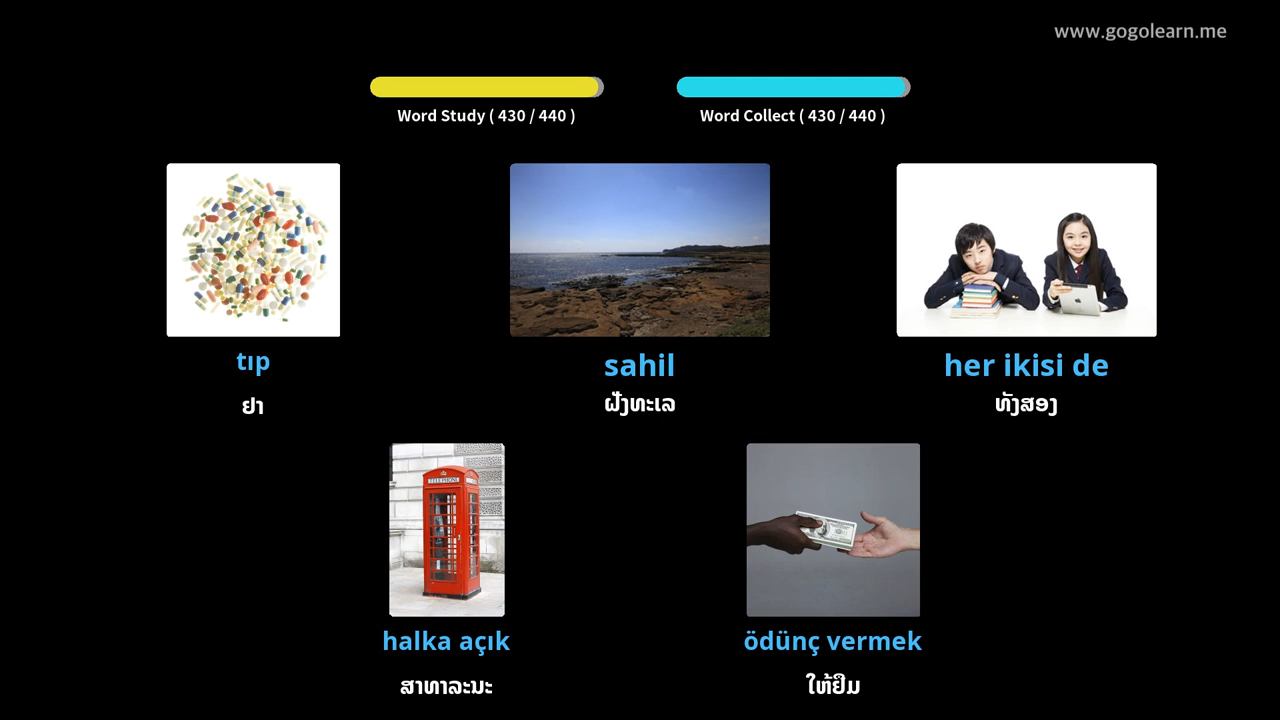 www.gogolearn.me
Word Study ( 430 / 440 )
Word Collect ( 430 / 440 )
tıp
ຢາ
sahil
ຝັ່ງທະເລ
her ikisi de
ທັງສອງ
TELEPHONE
halka açık
ສາທາລະນະ
ödünç vermek
ໃຫ້ຢືມ